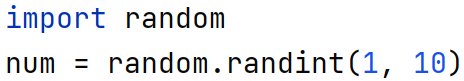 import random
num = random.randint(1, 10)